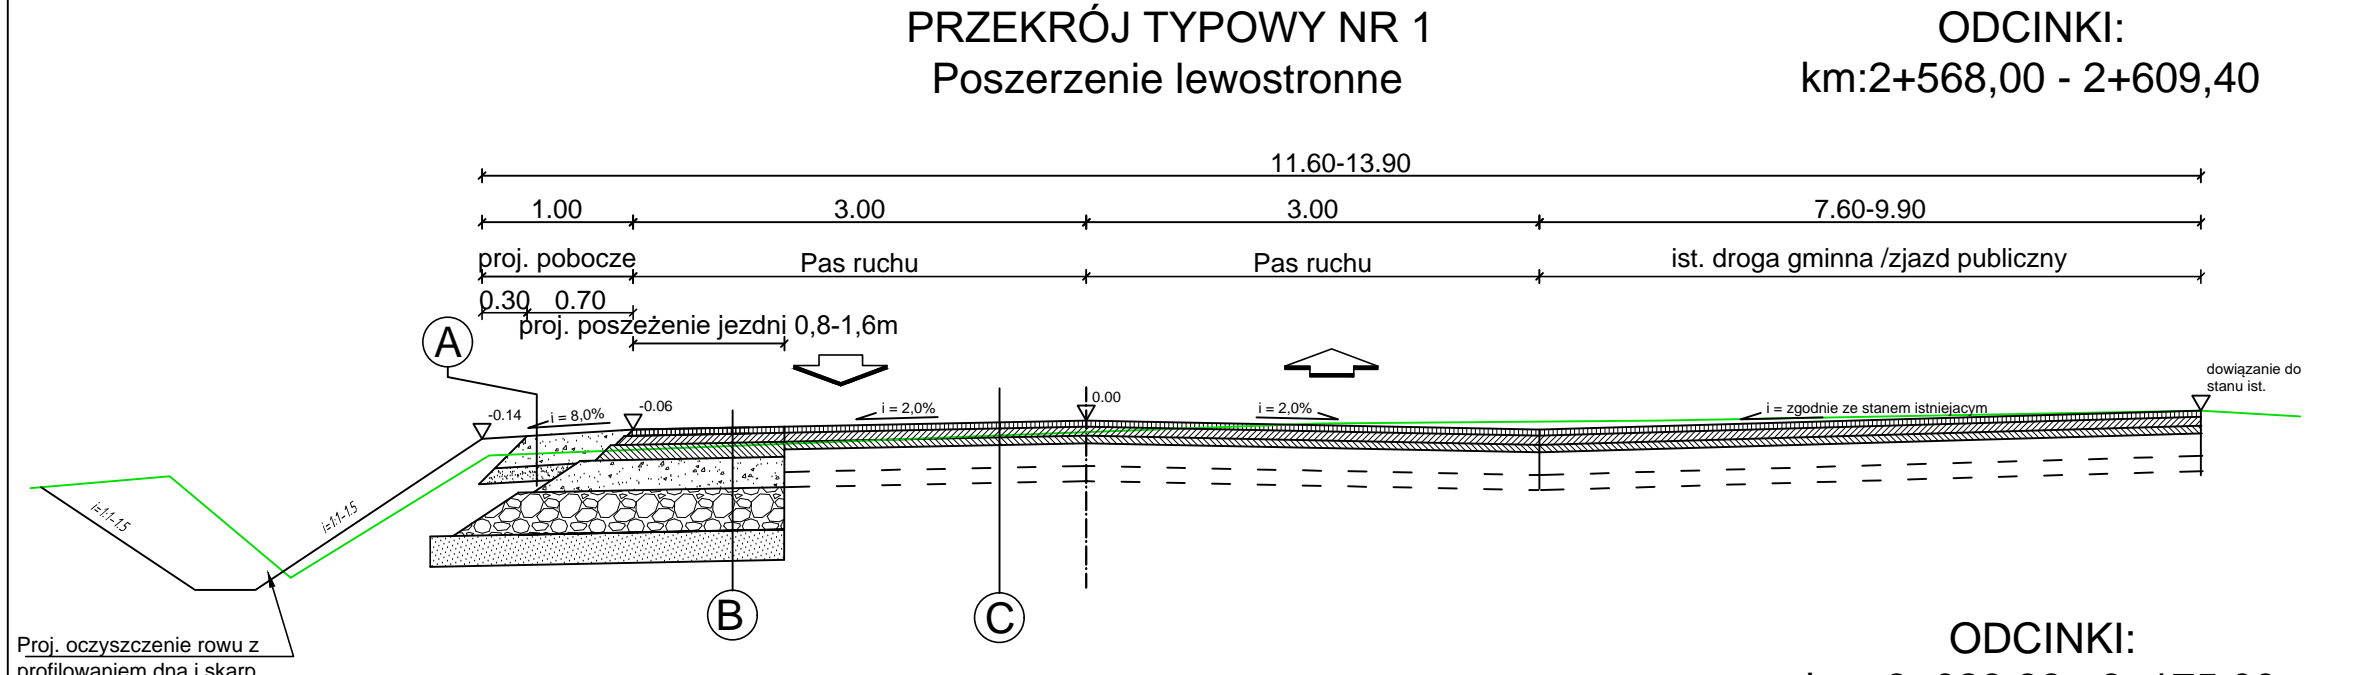 PRZEKRÓJ TYPOWY NR 1
Poszerzenie lewostronne
ODCINKI:
km:2+568,00 - 2+609,40
11.60-13.90
1.00
3.00
3.00
7.60-9.90
proj. pobocze
Pas ruchu
Pas ruchu
ist. droga gminna /zjazd publiczny
0.30
0.70
proj. poszeżenie jezdni 0,8-1,6m
A
dowiązanie do
stanu ist.
-0.14
i = 8,0%
-0.06
i = 2,0%
0.00
i = 2,0%
i = zgodnie ze stanem istniejacym
i=1:1-1.5
i=1:1-1.5
B
C
Proj. oczyszczenie rowu z
profilowaniem dna i skarp
ODCINKI: